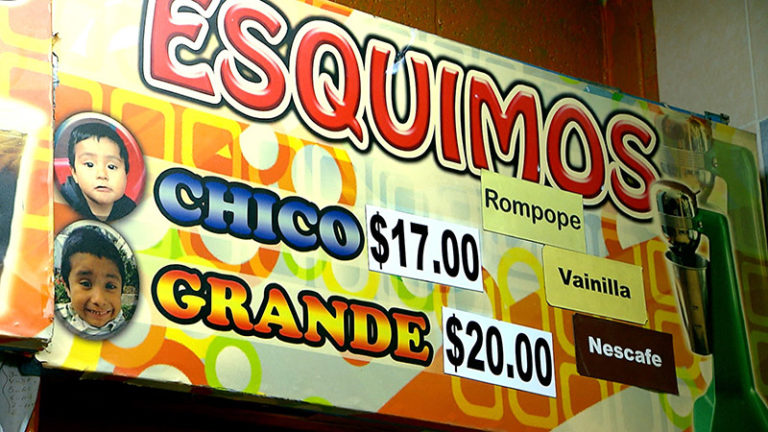 ESQUIMOS
CHICO $17.00
GRANDE $20.00
Rompope
Vainilla
Nescafe